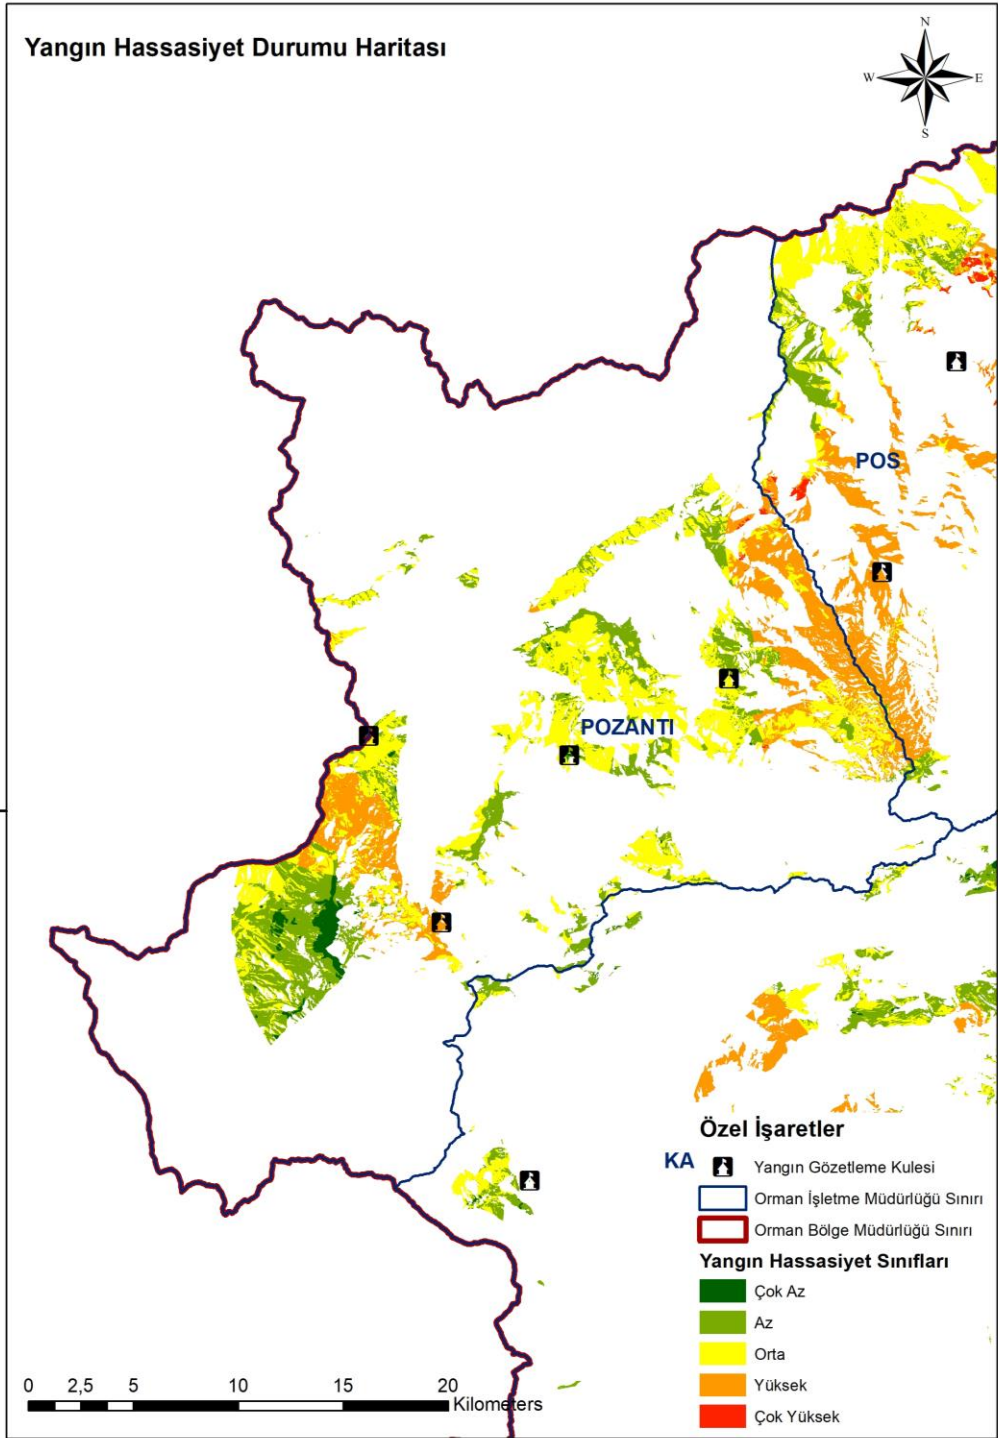 Yangın Hassasiyet Durumu Haritası
N
W E
S
POS
POZANTI
Özel İşaretler
KA
Yangın Gözetleme Kulesi
Orman İşletme Müdürlüğü Sınırı
Orman Bölge Müdürlüğü Sınırı
Yangın Hassasiyet Sınıfları
Çok Az
Az
Orta
Yüksek
Çok Yüksek
0 2,5 5 10 15 20
Kilometers